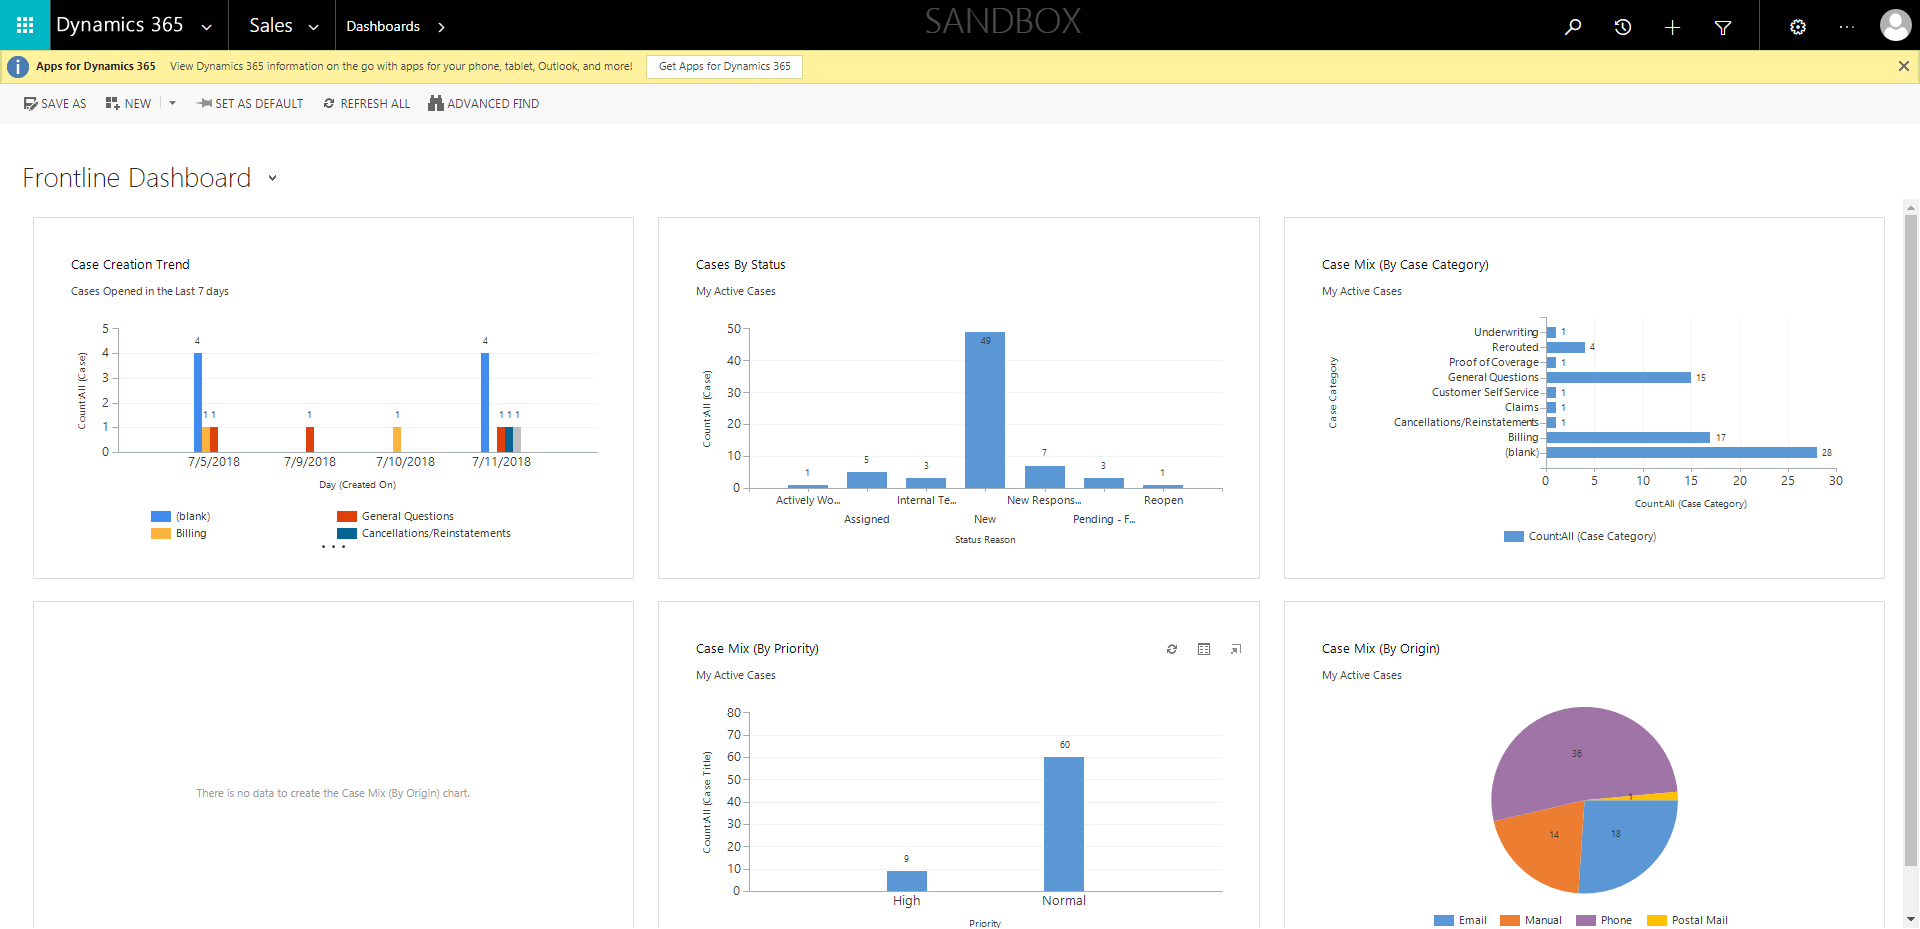 Dynamics 365 Sales Dashboards SANDBOX
Apps for Dynamics 365 View Dynamics 365 information on the go with apps for your phone, tablet, Outlook, and more! Get Apps for Dynamics 365
SAVE AS NEW SET AS DEFAULT REFRESH ALL ADVANCED FIND
Frontline Dashboard
Case Creation Trend
Cases Opened in the Last 7 days
Count:All (Case)
5
4
3
2
1
0
4
1 1
1
1
4
1 1 1
7/5/2018 7/9/2018 7/10/2018 7/11/2018
Day (Created On)
(blank) General Questions
Billing Cancellations/Reinstatements
...
Cases By Status
My Active Cases
Count:All (Case)
50
40
30
20
10
0
1
5
3
49
7
3
1
Actively Wo... Internal Te... New Respons... Reopen
Assigned New Pending - F...
Status Reason
Case Mix (By Case Category)
My Active Cases
Case Category
Underwriting 1
Rerouted 4
Proof of Coverage 1
General Questions 15
Customer Self Service 1
Claims 1
Cancellations/Reinstatements 1
Billing 17
(blank) 28
0 5 10 15 20 25 30
Count:All (Case Category)
Count:All (Case Category)
There is no data to create the Case Mix (By Origin) chart.
Case Mix (By Priority)
My Active Cases
Count:All (Case Title)
80
70
60
50
40
30
20
10
0
9
60
High Normal
Priority
Case Mix (By Origin)
My Active Cases
36
1
14
18
Email Manual Phone Postal Mail